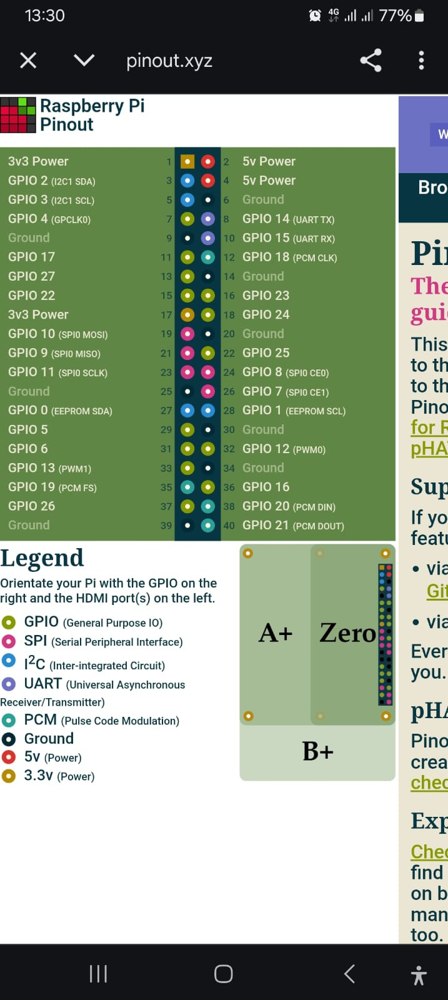 13:30
4G
77%
pinout.xyz
Raspberry Pi
Pinout
3v3 Power 1 2 5v Power
GPIO 2 (I2C1 SDA) 3 4 5v Power
GPIO 3 (I2C1 SCL) 5 6 Ground
GPIO 4 (GPCLK0) 7 8 GPIO 14 (UART TX)
Ground 9 10 GPIO 15 (UART RX)
GPIO 17 11 12 GPIO 18 (PCM CLK)
GPIO 27 13 14 Ground
GPIO 22 15 16 GPIO 23
3v3 Power 17 18 GPIO 24
GPIO 10 (SPI0 MOSI) 19 20 Ground
GPIO 9 (SPI0 MISO) 21 22 GPIO 25
GPIO 11 (SPI0 SCLK) 23 24 GPIO 8 (SPI0 CE0)
Ground 25 26 GPIO 7 (SPI0 CE1)
GPIO 0 (EEPROM SDA) 27 28 GPIO 1 (EEPROM SCL)
GPIO 5 29 30 Ground
GPIO 6 31 32 GPIO 12 (PWM0)
GPIO 13 (PWM1) 33 34 Ground
GPIO 19 (PCM FS) 35 36 GPIO 16
GPIO 26 37 38 GPIO 20 (PCM DIN)
Ground 39 40 GPIO 21 (PCM DOUT)
Legend
Orientate your Pi with the GPIO on the
right and the HDMI port(s) on the left.
GPIO (General Purpose IO)
SPI (Serial Peripheral Interface)
I²C (Inter-integrated Circuit)
UART (Universal Asynchronous
Receiver/Transmitter)
PCM (Pulse Code Modulation)
Ground
5v (Power)
3.3v (Power)
A+ Zero
B+
W
Bro
Pi
The
gui
This
to th
to th
Pino
for R
pHA
Sup
If yo
featu
• via
Git
• via
Ever
you.
pHA
Pino
crea
chec
Exp
Chec
find
on b
man
too.